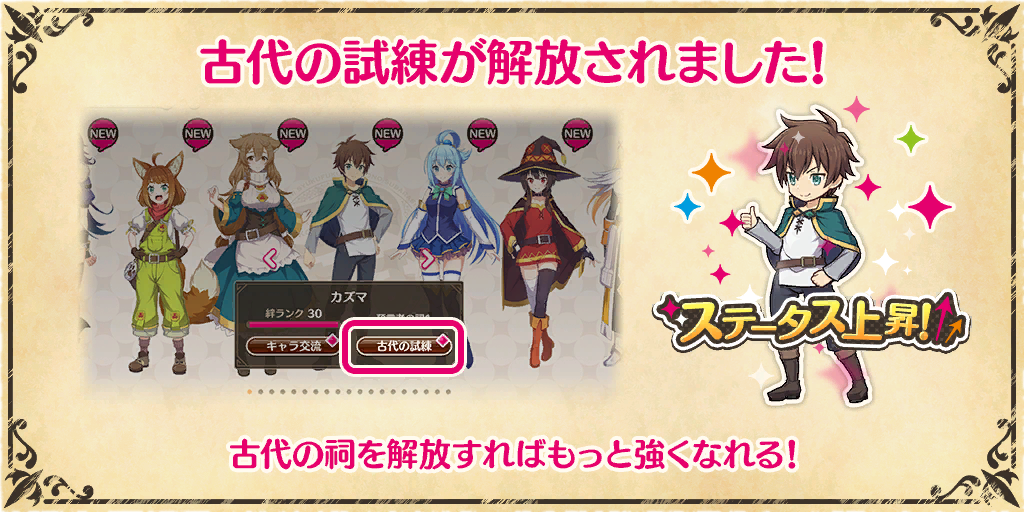 古代の試練が解放されました!
NEW NEW NEW NEW NEW NEW
カズマ
絆ランク 30
キャラ交流 古代の試練
ステータス上昇!
古代の祠を解放すればもっと強くなれる!